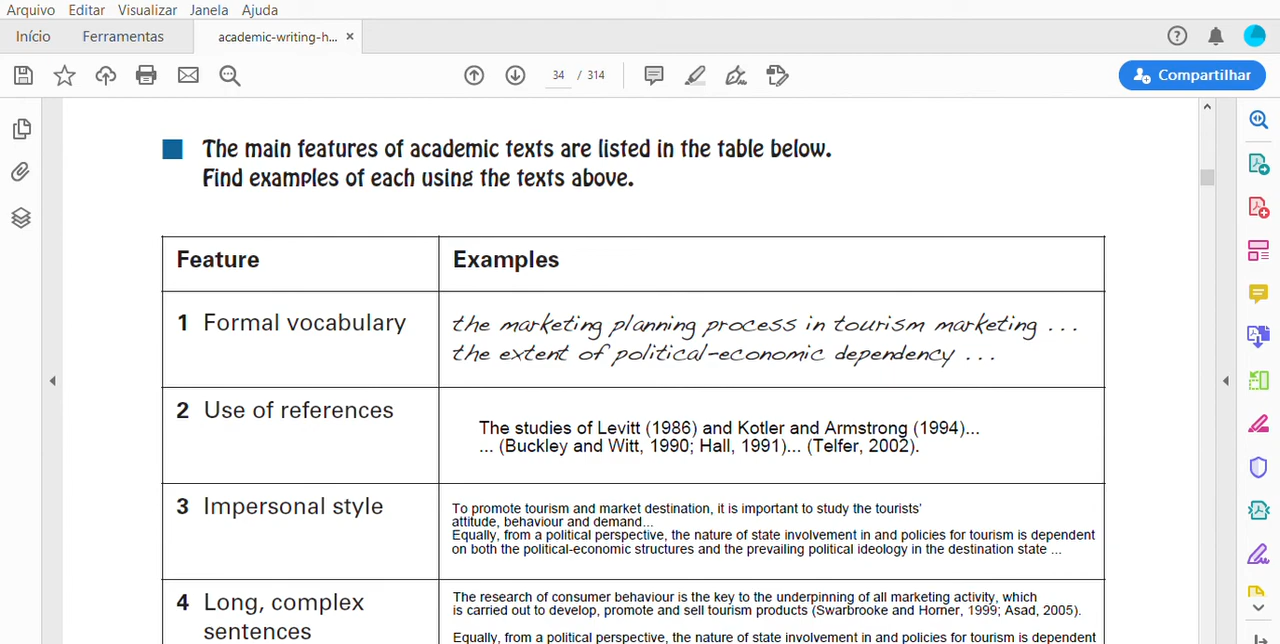 Arquivo Editar Visualizar Janela Ajuda
Início Ferramentas academic-writing-h... ×
34 / 314 Compartilhar
The main features of academic texts are listed in the table below.
Find examples of each using the texts above.
Feature Examples
1 Formal vocabulary
the marketing planning process in tourism marketing ...
the extent of political-economic dependency ...
2 Use of references
The studies of Levitt (1986) and Kotler and Armstrong (1994)...
... (Buckley and Witt, 1990; Hall, 1991)... (Telfer, 2002).
3 Impersonal style
To promote tourism and market destination, it is important to study the tourists'
attitude, behaviour and demand...
Equally, from a political perspective, the nature of state involvement in and policies for tourism is dependent
on both the political-economic structures and the prevailing political ideology in the destination state ...
4 Long, complex
sentences
The research of consumer behaviour is the key to the underpinning of all marketing activity, which
is carried out to develop, promote and sell tourism products (Swarbrooke and Horner, 1999; Asad, 2005).
Equally, from a political perspective, the nature of state involvement in and policies for tourism is dependent